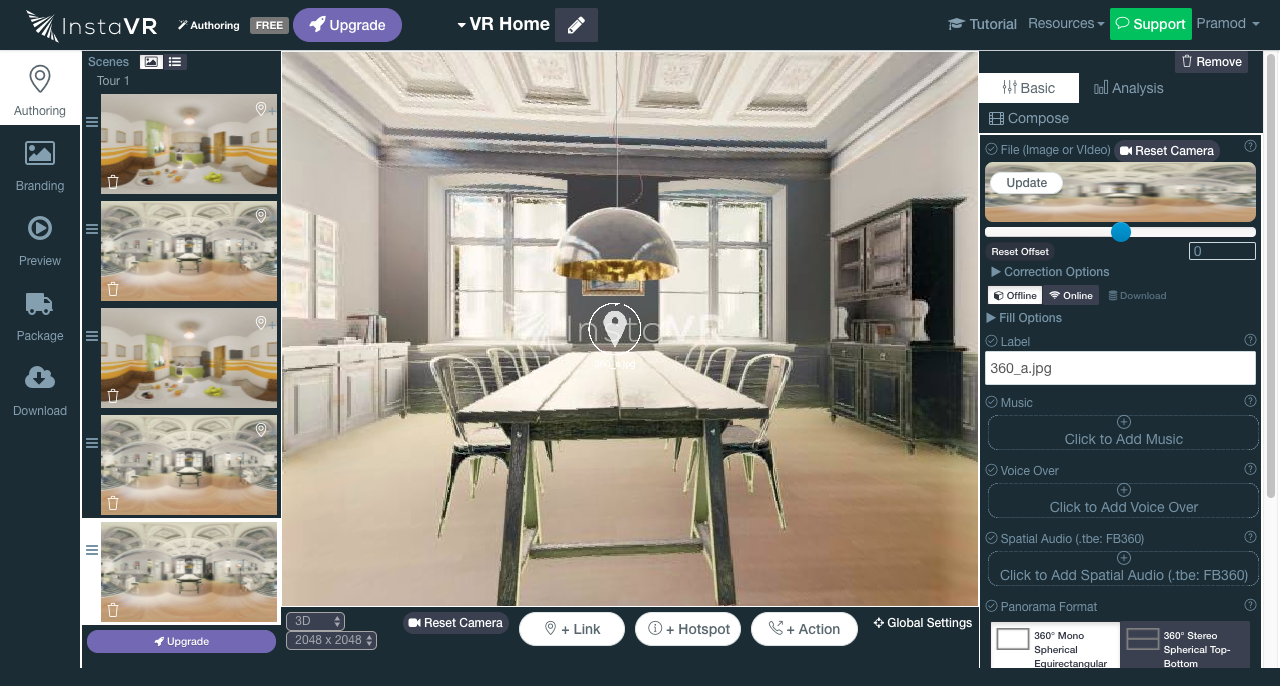 InstaVR
Authoring
FREE
Upgrade
VR Home
Tutorial
Resources
Support
Pramod
Authoring
Branding
Preview
Package
Download
Scenes
Tour 1
Upgrade
InstaVR
3D
2048 x 2048
Reset Camera
+ Link
+ Hotspot
+ Action
Global Settings
Remove
Basic
Analysis
Compose
File (Image or VIdeo)
Reset Camera
Update
Reset Offset
0
Correction Options
Offline
Online
Download
Fill Options
Label
360_a.jpg
Music
Click to Add Music
Voice Over
Click to Add Voice Over
Spatial Audio (.tbe: FB360)
Click to Add Spatial Audio (.tbe: FB360)
Panorama Format
360° Mono
Spherical
Equirectangular
360° Stereo
Spherical Top-
Bottom